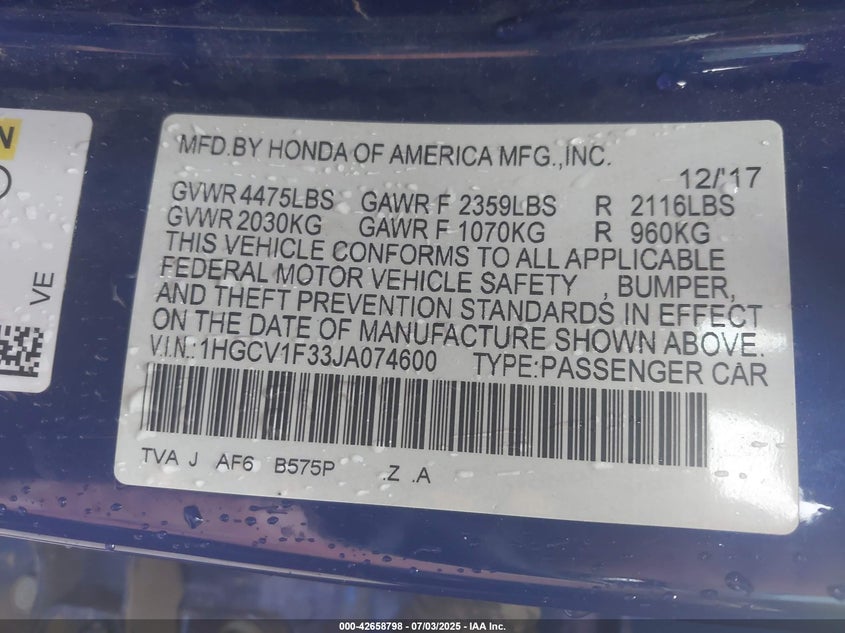 N
VE
MFD.BY HONDA OF AMERICA MFG.,INC.
12/'17
GVWR 4475LBS GAWR F 2359LBS R 2116LBS
GVWR 2030KG GAWR F 1070KG R 960KG
THIS VEHICLE CONFORMS TO ALL APPLICABLE
FEDERAL MOTOR VEHICLE SAFETY , BUMPER,
AND THEFT PREVENTION STANDARDS IN EFFECT
ON THE DATE OF MANUFACTURE SHOWN ABOVE.
V.I.N.:1HGCV1F33JA074600 TYPE:PASSENGER CAR
TVA J AF6 B575P .Z .A
000-42658798 - 07/03/2025 - IAA Inc.